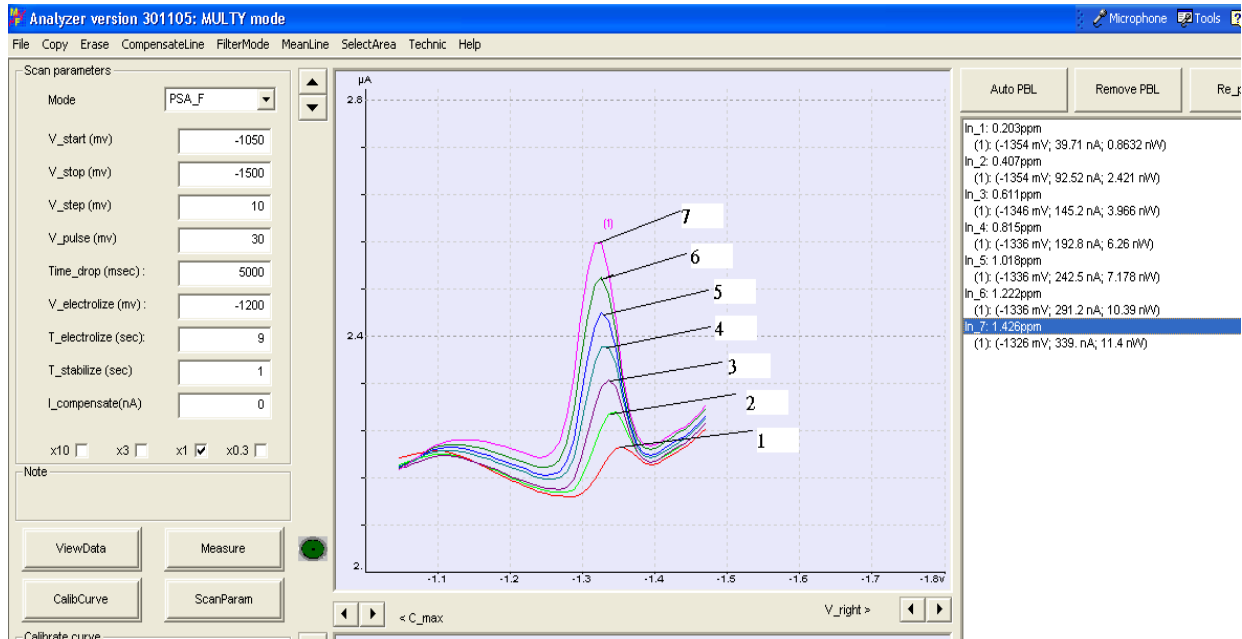 Analyzer version 301105: MULTY mode
Microphone Tools
File Copy Erase CompensateLine FilterMode MeanLine SelectArea Technic Help
Scan parameters
Mode PSA_F
V_start (mv) -1050
V_stop (mv) -1500
V_step (mv) 10
V_pulse (mv) 30
Time_drop (msec) : 5000
V_electrolize (mv) : -1200
T_electrolize (sec): 9
T_stabilize (sec) 1
I_compensate(nA) 0
x10 x3 x1 x0.3
Note
ViewData Measure
CalibCurve ScanParam
Calibrate curve
µA
2.8
2.4
2.
(1)
7
6
5
4
3
2
1
-1.1 -1.2 -1.3 -1.4 -1.5 -1.6 -1.7 -1.8v
< C_max V_right >
Auto PBL Remove PBL Re_p
In_1: 0.203ppm
(1): (-1354 mV; 39.71 nA; 0.8632 nW)
In_2: 0.407ppm
(1): (-1354 mV; 92.52 nA; 2.421 nW)
In_3: 0.611ppm
(1): (-1346 mV; 145.2 nA; 3.966 nW)
In_4: 0.815ppm
(1): (-1336 mV; 192.8 nA; 6.26 nW)
In_5: 1.018ppm
(1): (-1336 mV; 242.5 nA; 7.178 nW)
In_6: 1.222ppm
(1): (-1336 mV; 291.2 nA; 10.39 nW)
In_7: 1.426ppm
(1): (-1326 mV; 339. nA; 11.4 nW)